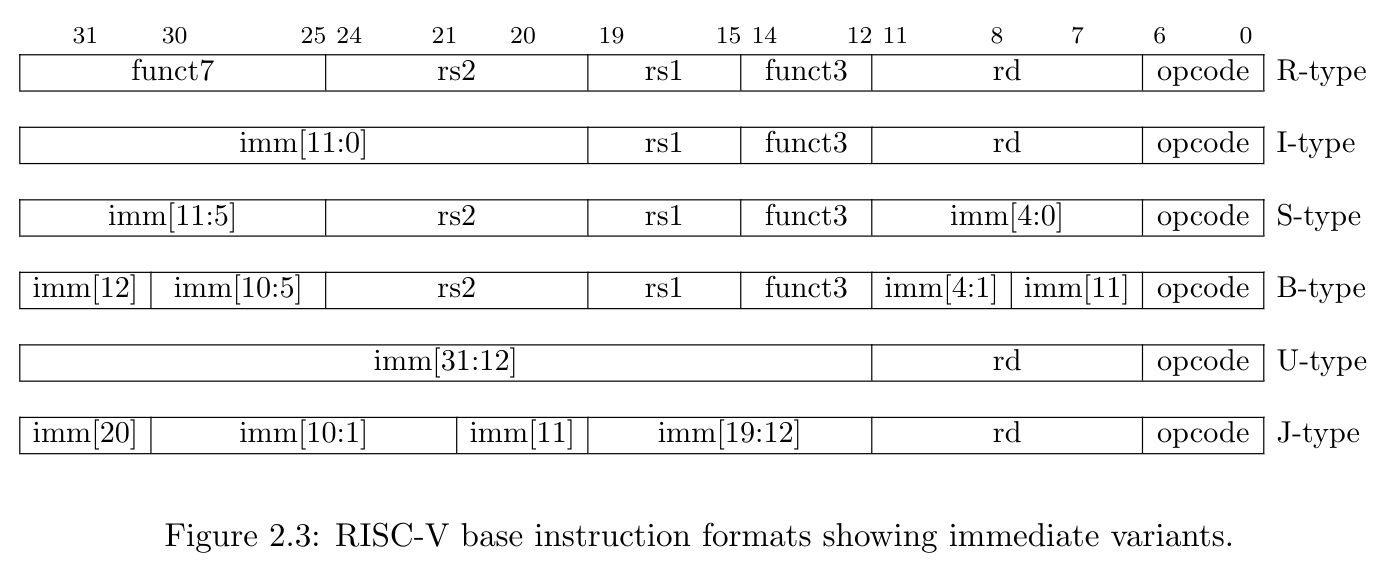 31 30 25 24 21 20 19 15 14 12 11 8 7 6 0
funct7 rs2 rs1 funct3 rd opcode R-type
imm[11:0] rs1 funct3 rd opcode I-type
imm[11:5] rs2 rs1 funct3 imm[4:0] opcode S-type
imm[12] imm[10:5] rs2 rs1 funct3 imm[4:1] imm[11] opcode B-type
imm[31:12] rd opcode U-type
imm[20] imm[10:1] imm[11] imm[19:12] rd opcode J-type
Figure 2.3: RISC-V base instruction formats showing immediate variants.